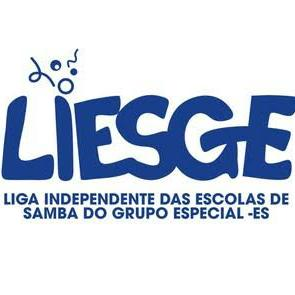 LIESGE
LIGA INDEPENDENTE DAS ESCOLAS DE
SAMBA DO GRUPO ESPECIAL -ES